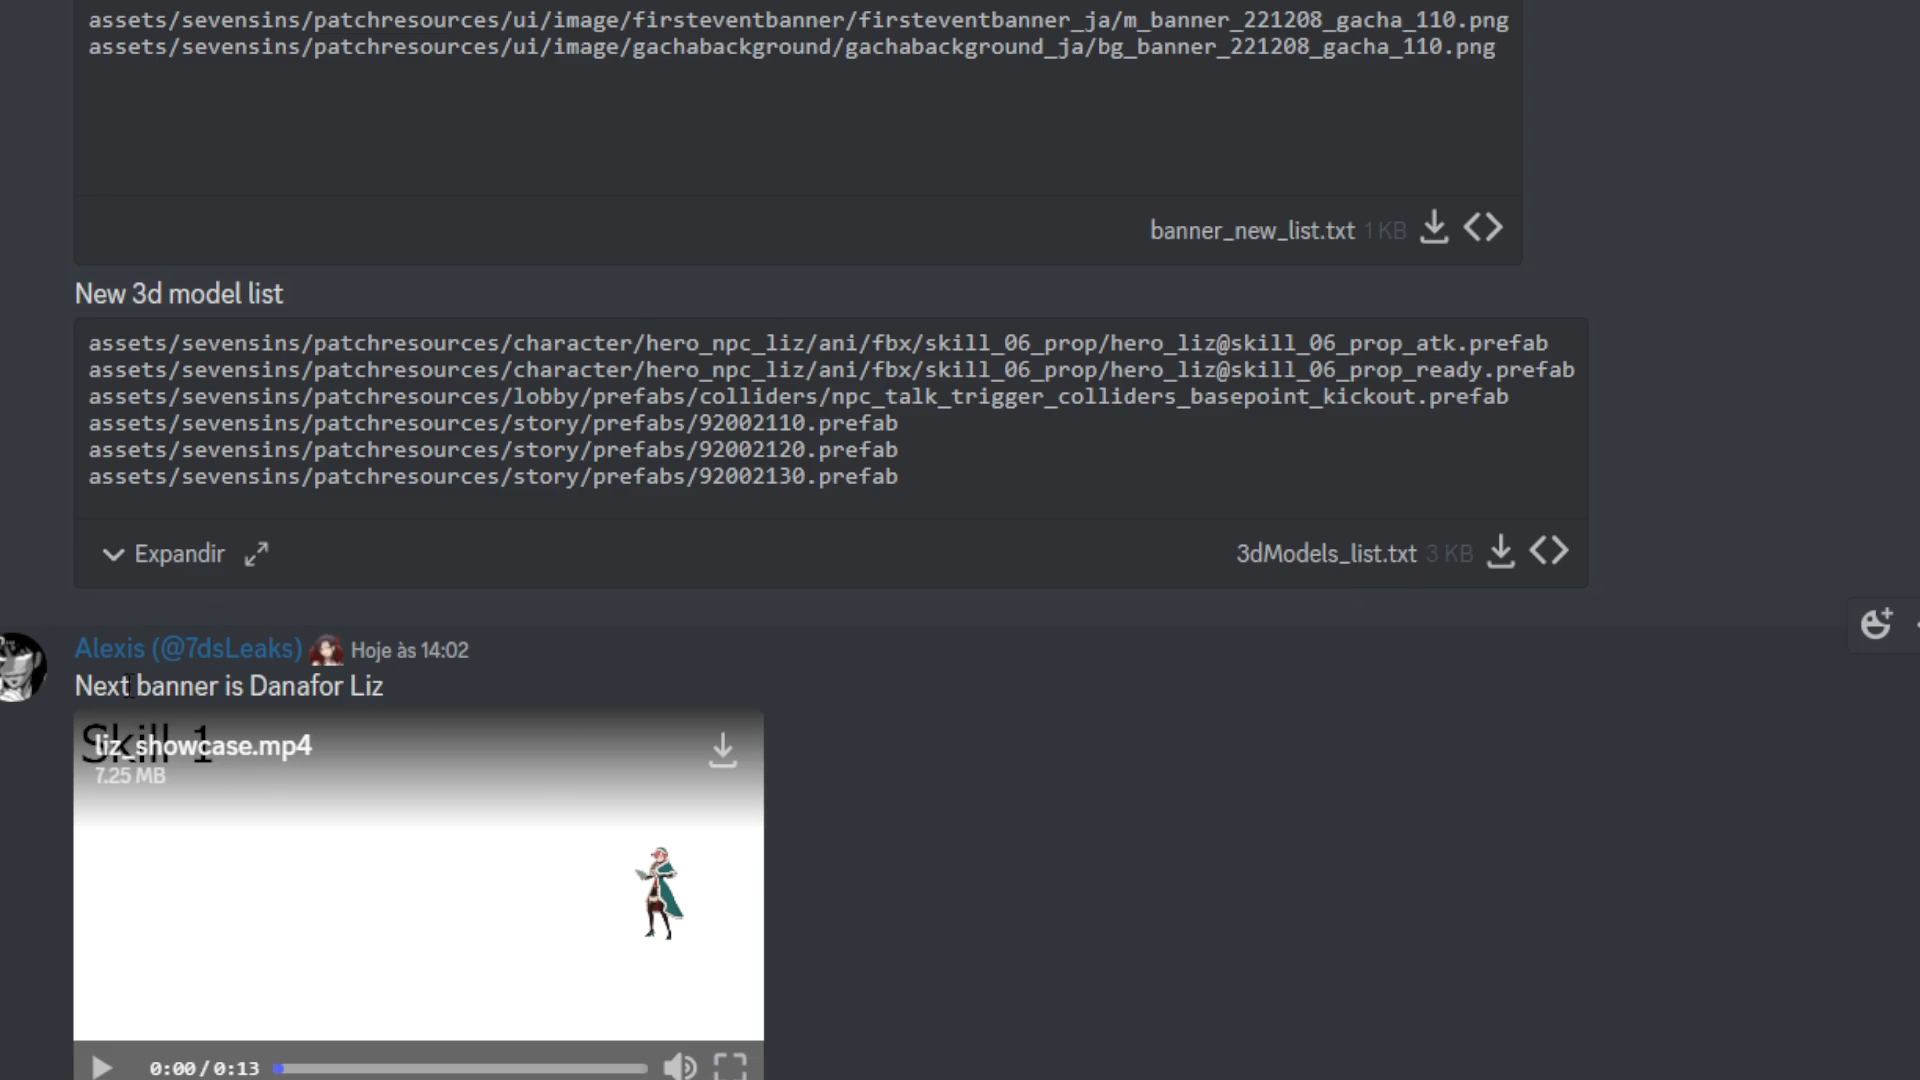 assets/sevensins/patchresources/ui/image/firsteventbanner/firsteventbanner_ja/m_banner_221208_gacha_110.png
assets/sevensins/patchresources/ui/image/gachabackground/gachabackground_ja/bg_banner_221208_gacha_110.png
banner_new_list.txt 1 KB
New 3d model list
assets/sevensins/patchresources/character/hero_npc_liz/ani/fbx/skill_06_prop/hero_liz@skill_06_prop_atk.prefab
assets/sevensins/patchresources/character/hero_npc_liz/ani/fbx/skill_06_prop/hero_liz@skill_06_prop_ready.prefab
assets/sevensins/patchresources/lobby/prefabs/colliders/npc_talk_trigger_colliders_basepoint_kickout.prefab
assets/sevensins/patchresources/story/prefabs/92002110.prefab
assets/sevensins/patchresources/story/prefabs/92002120.prefab
assets/sevensins/patchresources/story/prefabs/92002130.prefab
Expandir
3dModels_list.txt 3 KB
Alexis (@7dsLeaks) Hoje às 14:02
Next banner is Danafor Liz
Skill 1
liz_showcase.mp4
7.25 MB
0:00/0:13